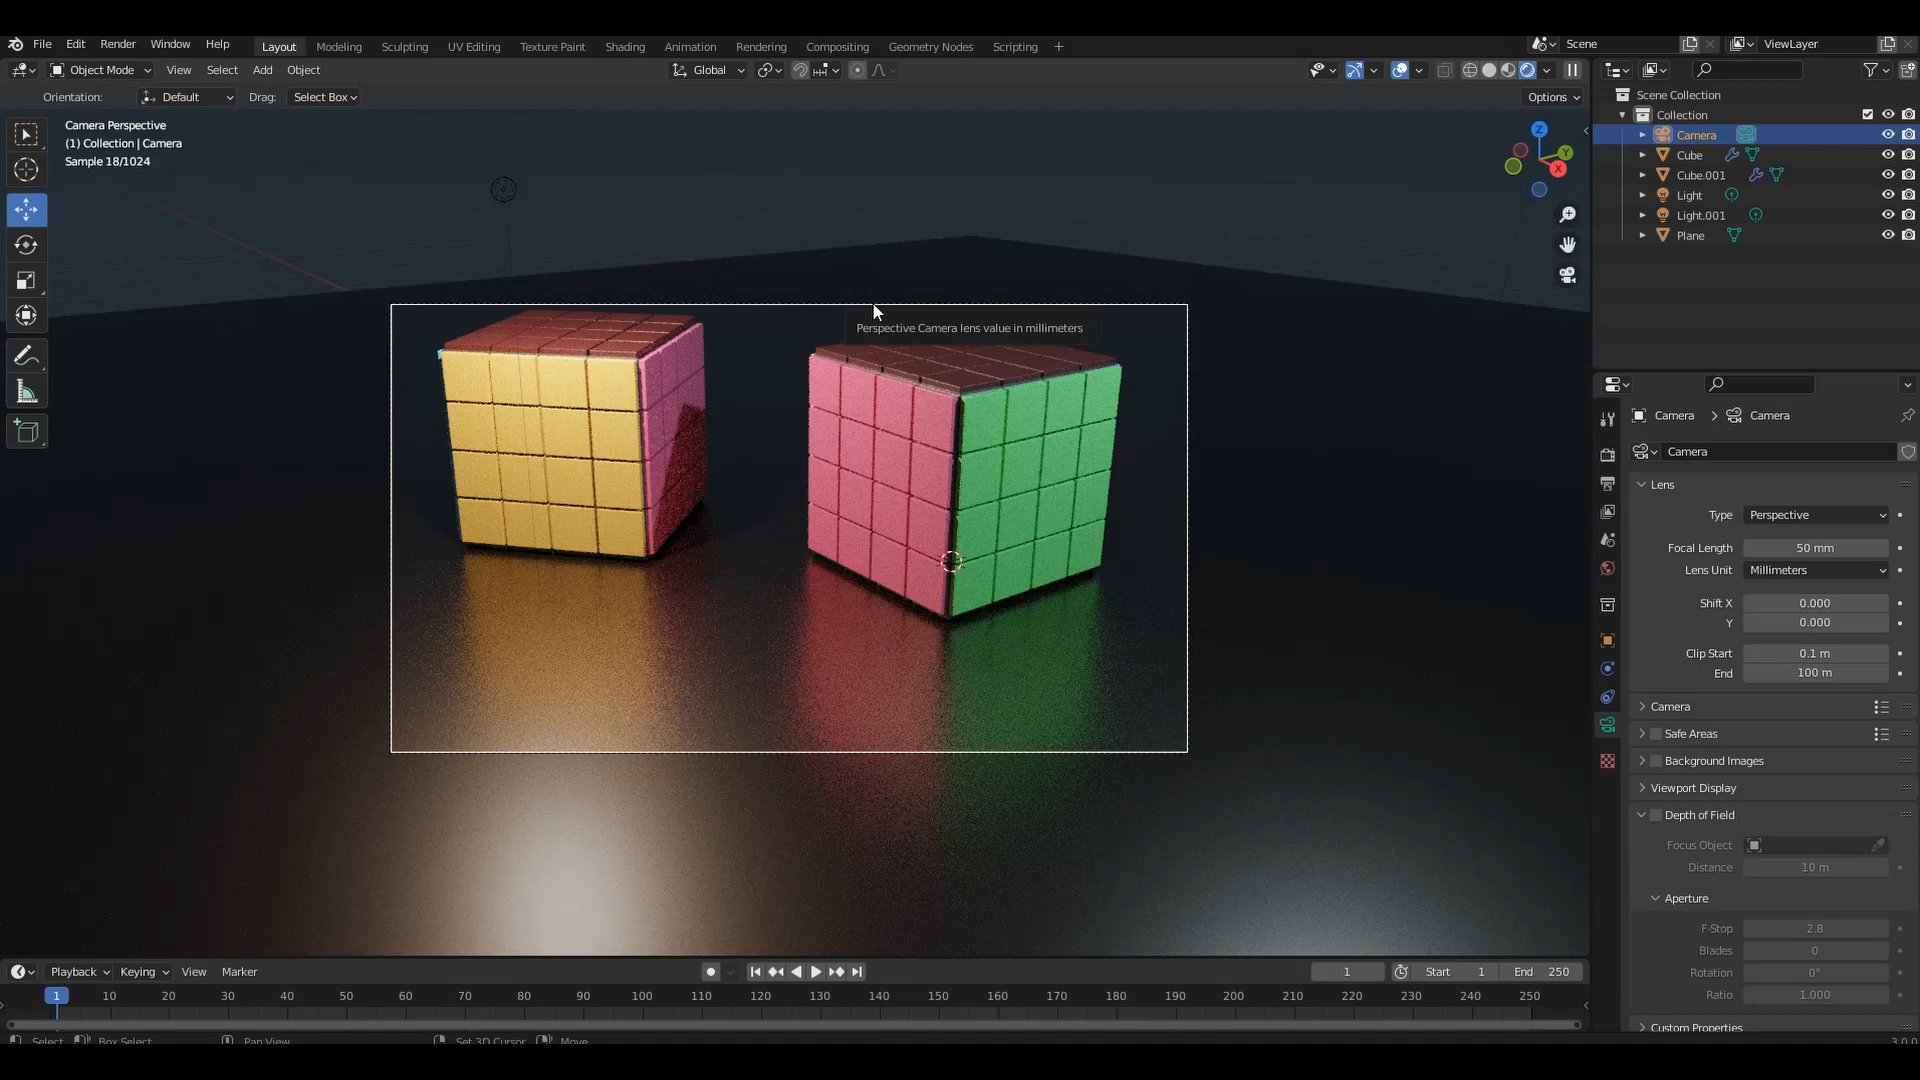 File Edit Render Window Help Layout Modeling Sculpting UV Editing Texture Paint Shading Animation Rendering Compositing Geometry Nodes Scripting + Scene ViewLayer
Object Mode View Select Add Object Global
Orientation: Default Drag: Select Box Options
Camera Perspective
(1) Collection | Camera
Sample 18/1024
Z
Y
X
Perspective Camera lens value in millimeters
Scene Collection
Collection
Camera
Cube
Cube.001
Light
Light.001
Plane
Camera > Camera
Camera
Lens
Type Perspective
Focal Length 50 mm
Lens Unit Millimeters
Shift X 0.000
Y 0.000
Clip Start 0.1 m
End 100 m
Camera
Safe Areas
Background Images
Viewport Display
Depth of Field
Focus Object
Distance 10 m
Aperture
F-Stop 2.8
Blades 0
Rotation 0°
Ratio 1.000
Custom Properties
Playback Keying View Marker 1 Start 1 End 250
1 10 20 30 40 50 60 70 80 90 100 110 120 130 140 150 160 170 180 190 200 210 220 230 240 250
Select Box Select Pan View Set 3D Cursor Move 3.0.0